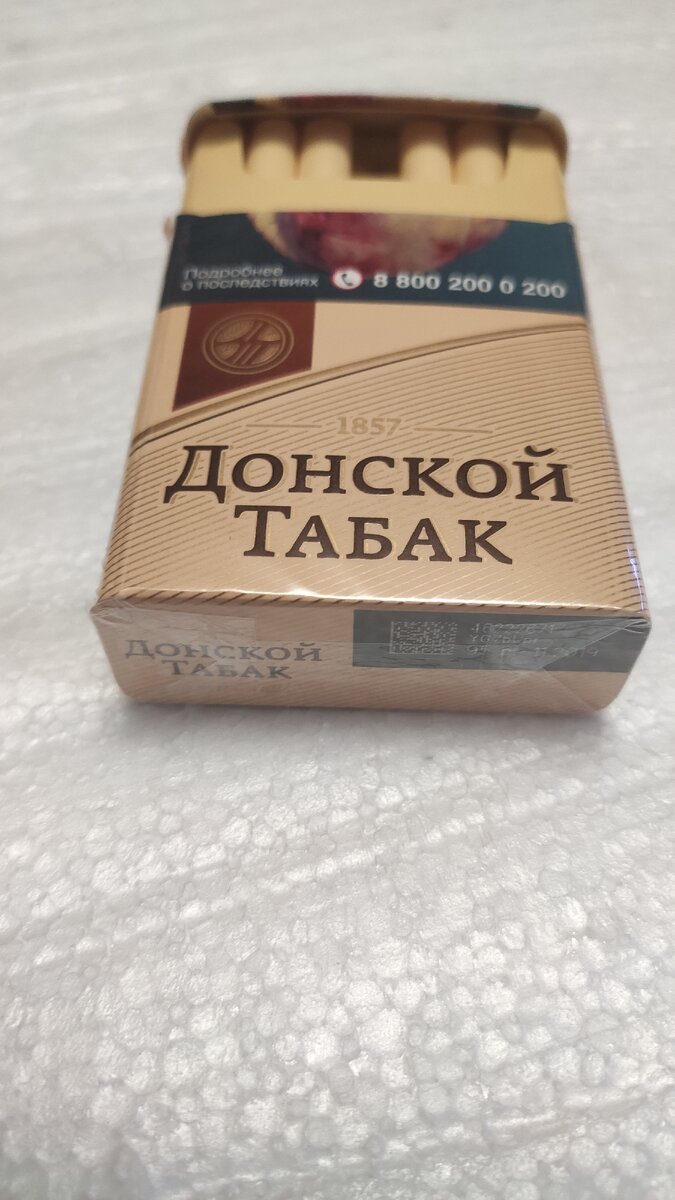 Подробнее
о последствиях
8 800 200 0 200
1857
ДОНСКОЙ
ТАБАК
ДОНСКОЙ
ТАБАК